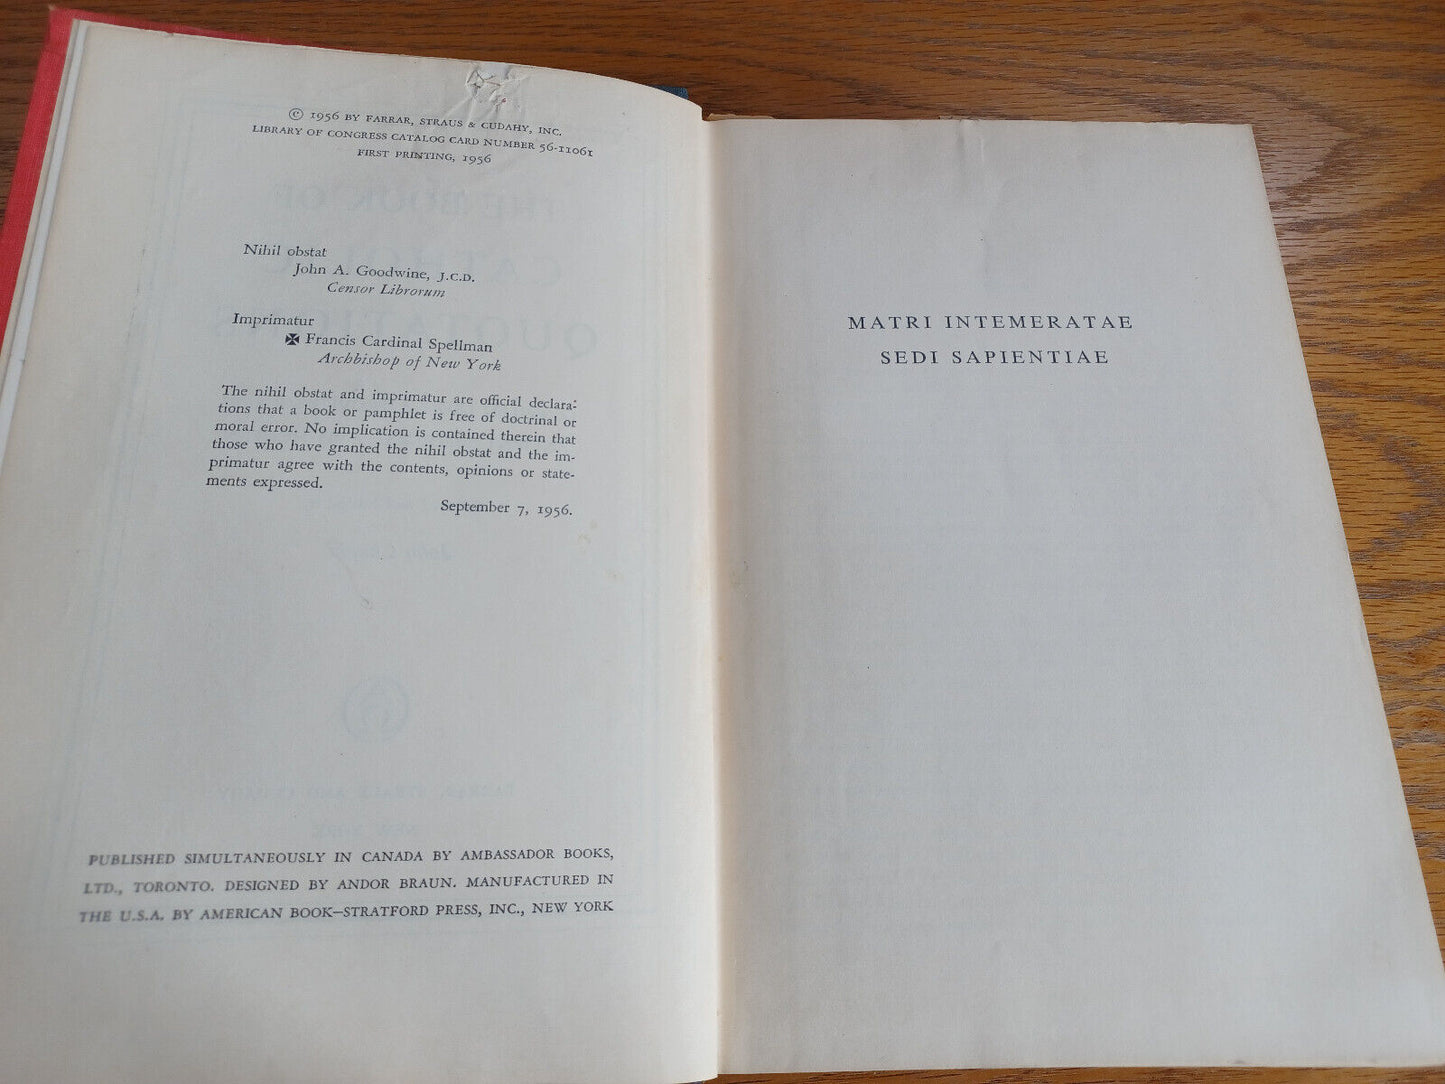 © 1956 BY FARRAR, STRAUS & CUDAHY, INC.
LIBRARY OF CONGRESS CATALOG CARD NUMBER 56-11061
FIRST PRINTING, 1956
Nihil obstat
John A. Goodwine, J.C.D.
Censor Librorum
Imprimatur
✠ Francis Cardinal Spellman
Archbishop of New York
The nihil obstat and imprimatur are official declara-
tions that a book or pamphlet is free of doctrinal or
moral error. No implication is contained therein that
those who have granted the nihil obstat and the im-
primatur agree with the contents, opinions or state-
ments expressed.
September 7, 1956.
PUBLISHED SIMULTANEOUSLY IN CANADA BY AMBASSADOR BOOKS,
LTD., TORONTO. DESIGNED BY ANDOR BRAUN. MANUFACTURED IN
THE U.S.A. BY AMERICAN BOOK–STRATFORD PRESS, INC., NEW YORK
MATRI INTEMERATAE
SEDI SAPIENTIAE